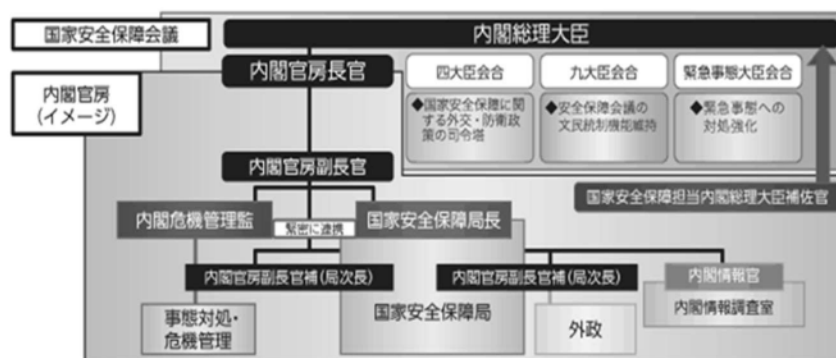 国家安全保障会議
内閣総理大臣
内閣官房
(イメージ)
内閣官房長官
四大臣会合
九大臣会合
緊急事態大臣会合
◆国家安全保障に関
する外交・防衛政
策の司令塔
◆安全保障会議の
文民統制機能維持
◆緊急事態への
対処強化
内閣官房副長官
国家安全保障担当内閣総理大臣補佐官
内閣危機管理監
緊密に連携
国家安全保障局長
内閣官房副長官補(局次長)
内閣官房副長官補(局次長)
内閣情報官
事態対処・
危機管理
国家安全保障局
外政
内閣情報調査室